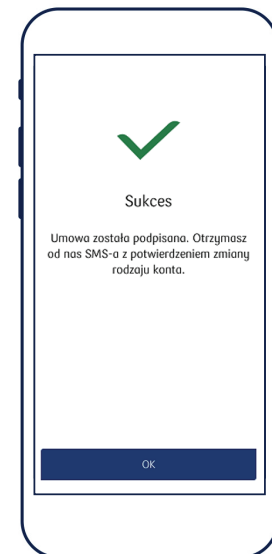 Sukces
Umowa została podpisana. Otrzymasz
od nas SMS-a z potwierdzeniem zmiany
rodzaju konta.
OK